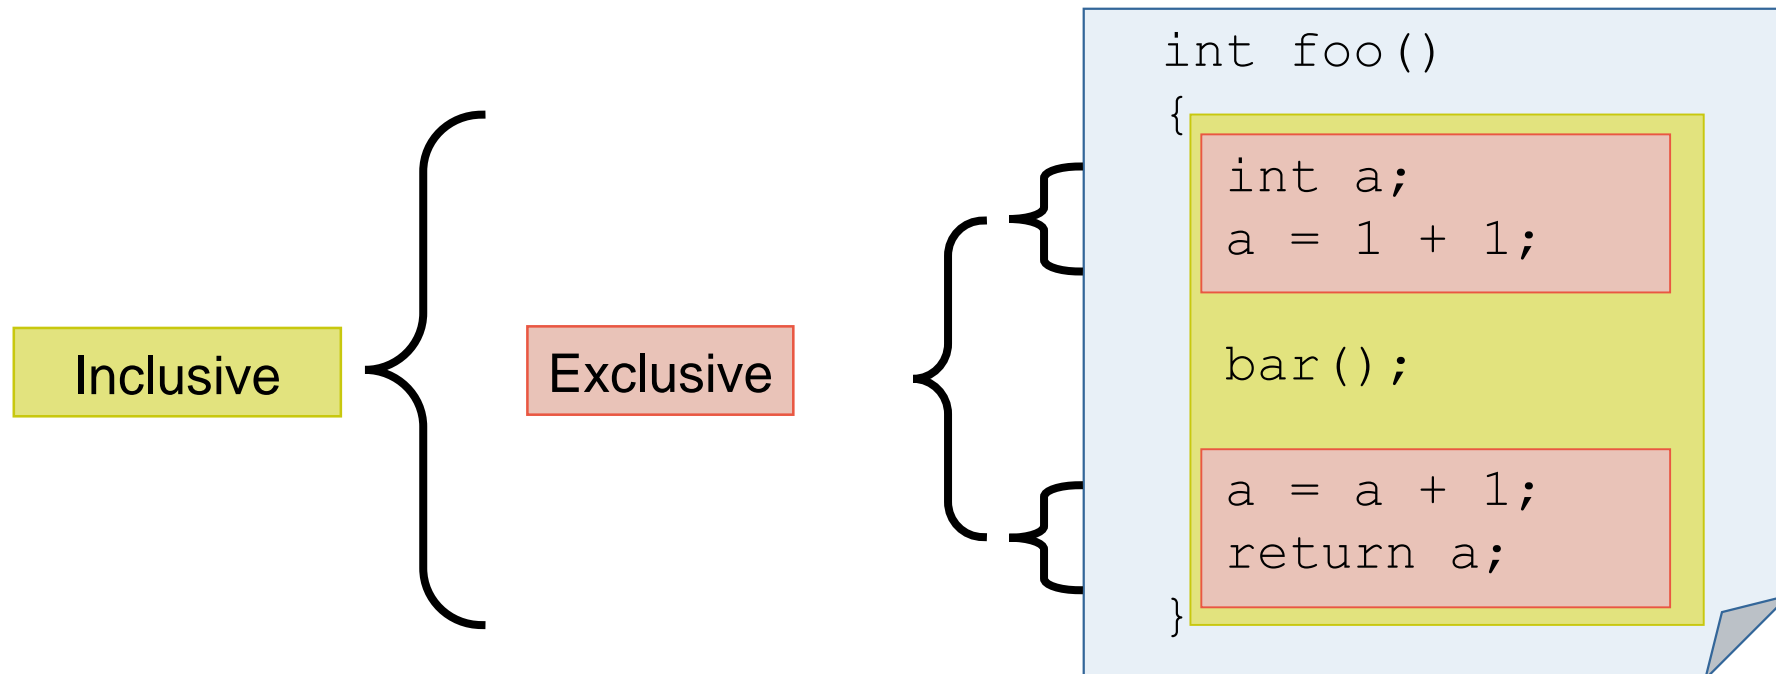 Inclusive
Exclusive
int foo()
{
int a;
a = 1 + 1;
bar();
a = a + 1;
return a;
}